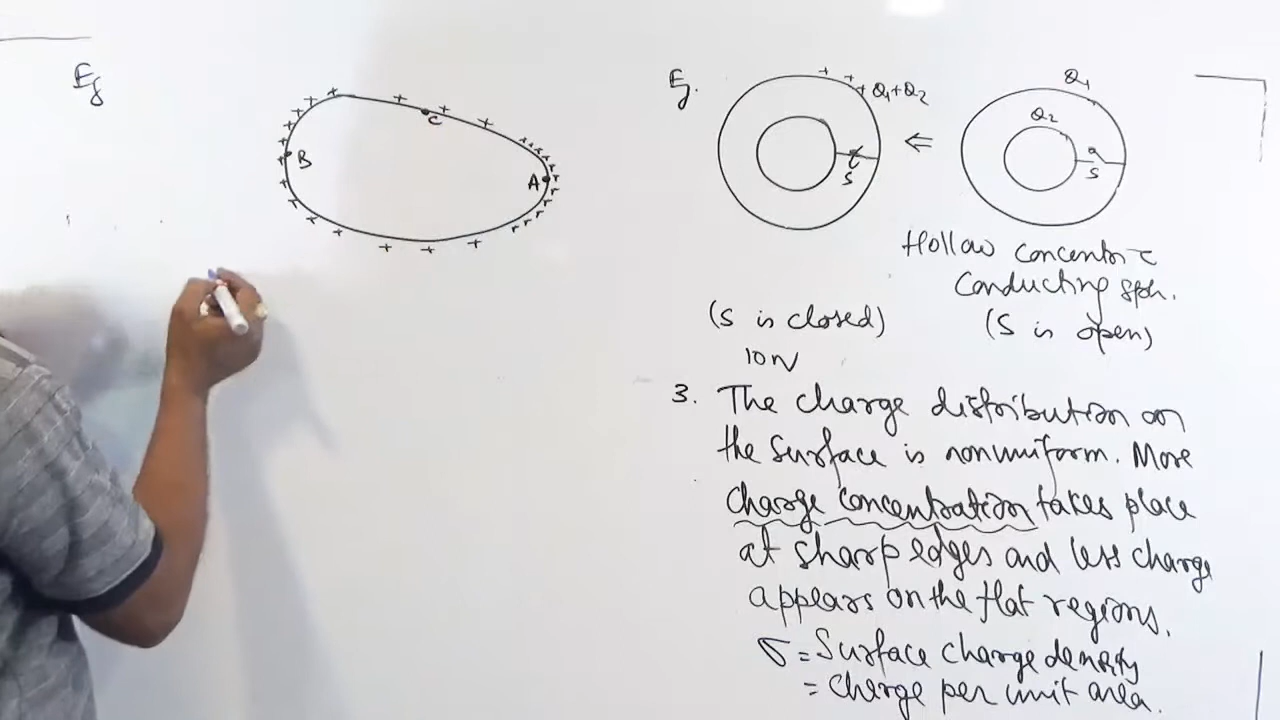 Eg
+ + + + + + + + + + + + + + + + + + + + + + + + +
C
B
A
Eg.
+ + + Q1+Q2
S
⇐
Q1
Q2
S
Hollow concentric
Conducting sph.
(S is closed)
(S is open)
10N
3. The charge distribution on
the surface is nonuniform. More
charge concentration takes place
at sharp edges and less charge
appears on the flat regions.
σ = Surface charge density
= charge per unit area.